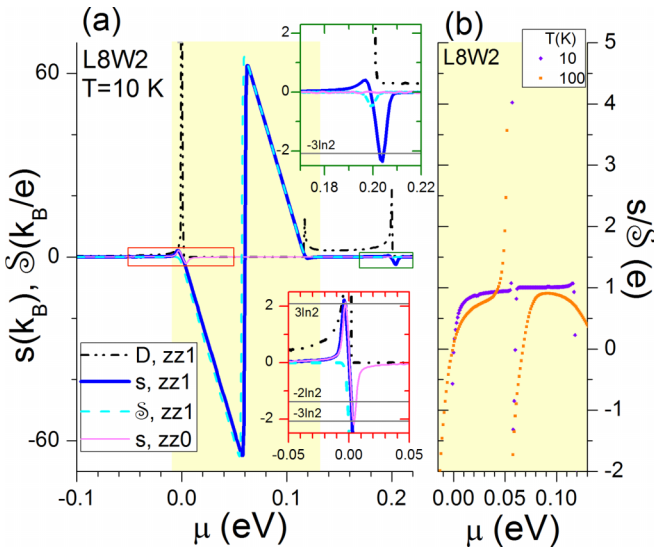 (a)
L8W2
T=10 K
60
0
-60
s(k_B), 𝒮(k_B/e)
-0.1
0.0
0.1
0.2
μ (eV)
D, zz1
s, zz1
𝒮, zz1
s, zz0
2
0
2
-3ln2
0.18
0.20
0.22
2
0
-2
3ln2
-2ln2
-3ln2
-0.05
0.00
0.05
(b)
L8W2
T(K)
10
100
5
4
3
2
1
0
-1
-2
s/𝒮 (e)
0.00
0.05
0.10
μ (eV)